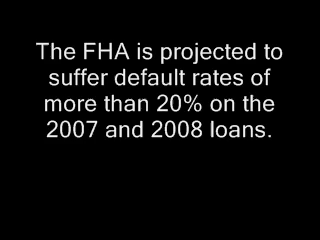 The FHA is projected to
suffer default rates of
more than 20% on the
2007 and 2008 loans.